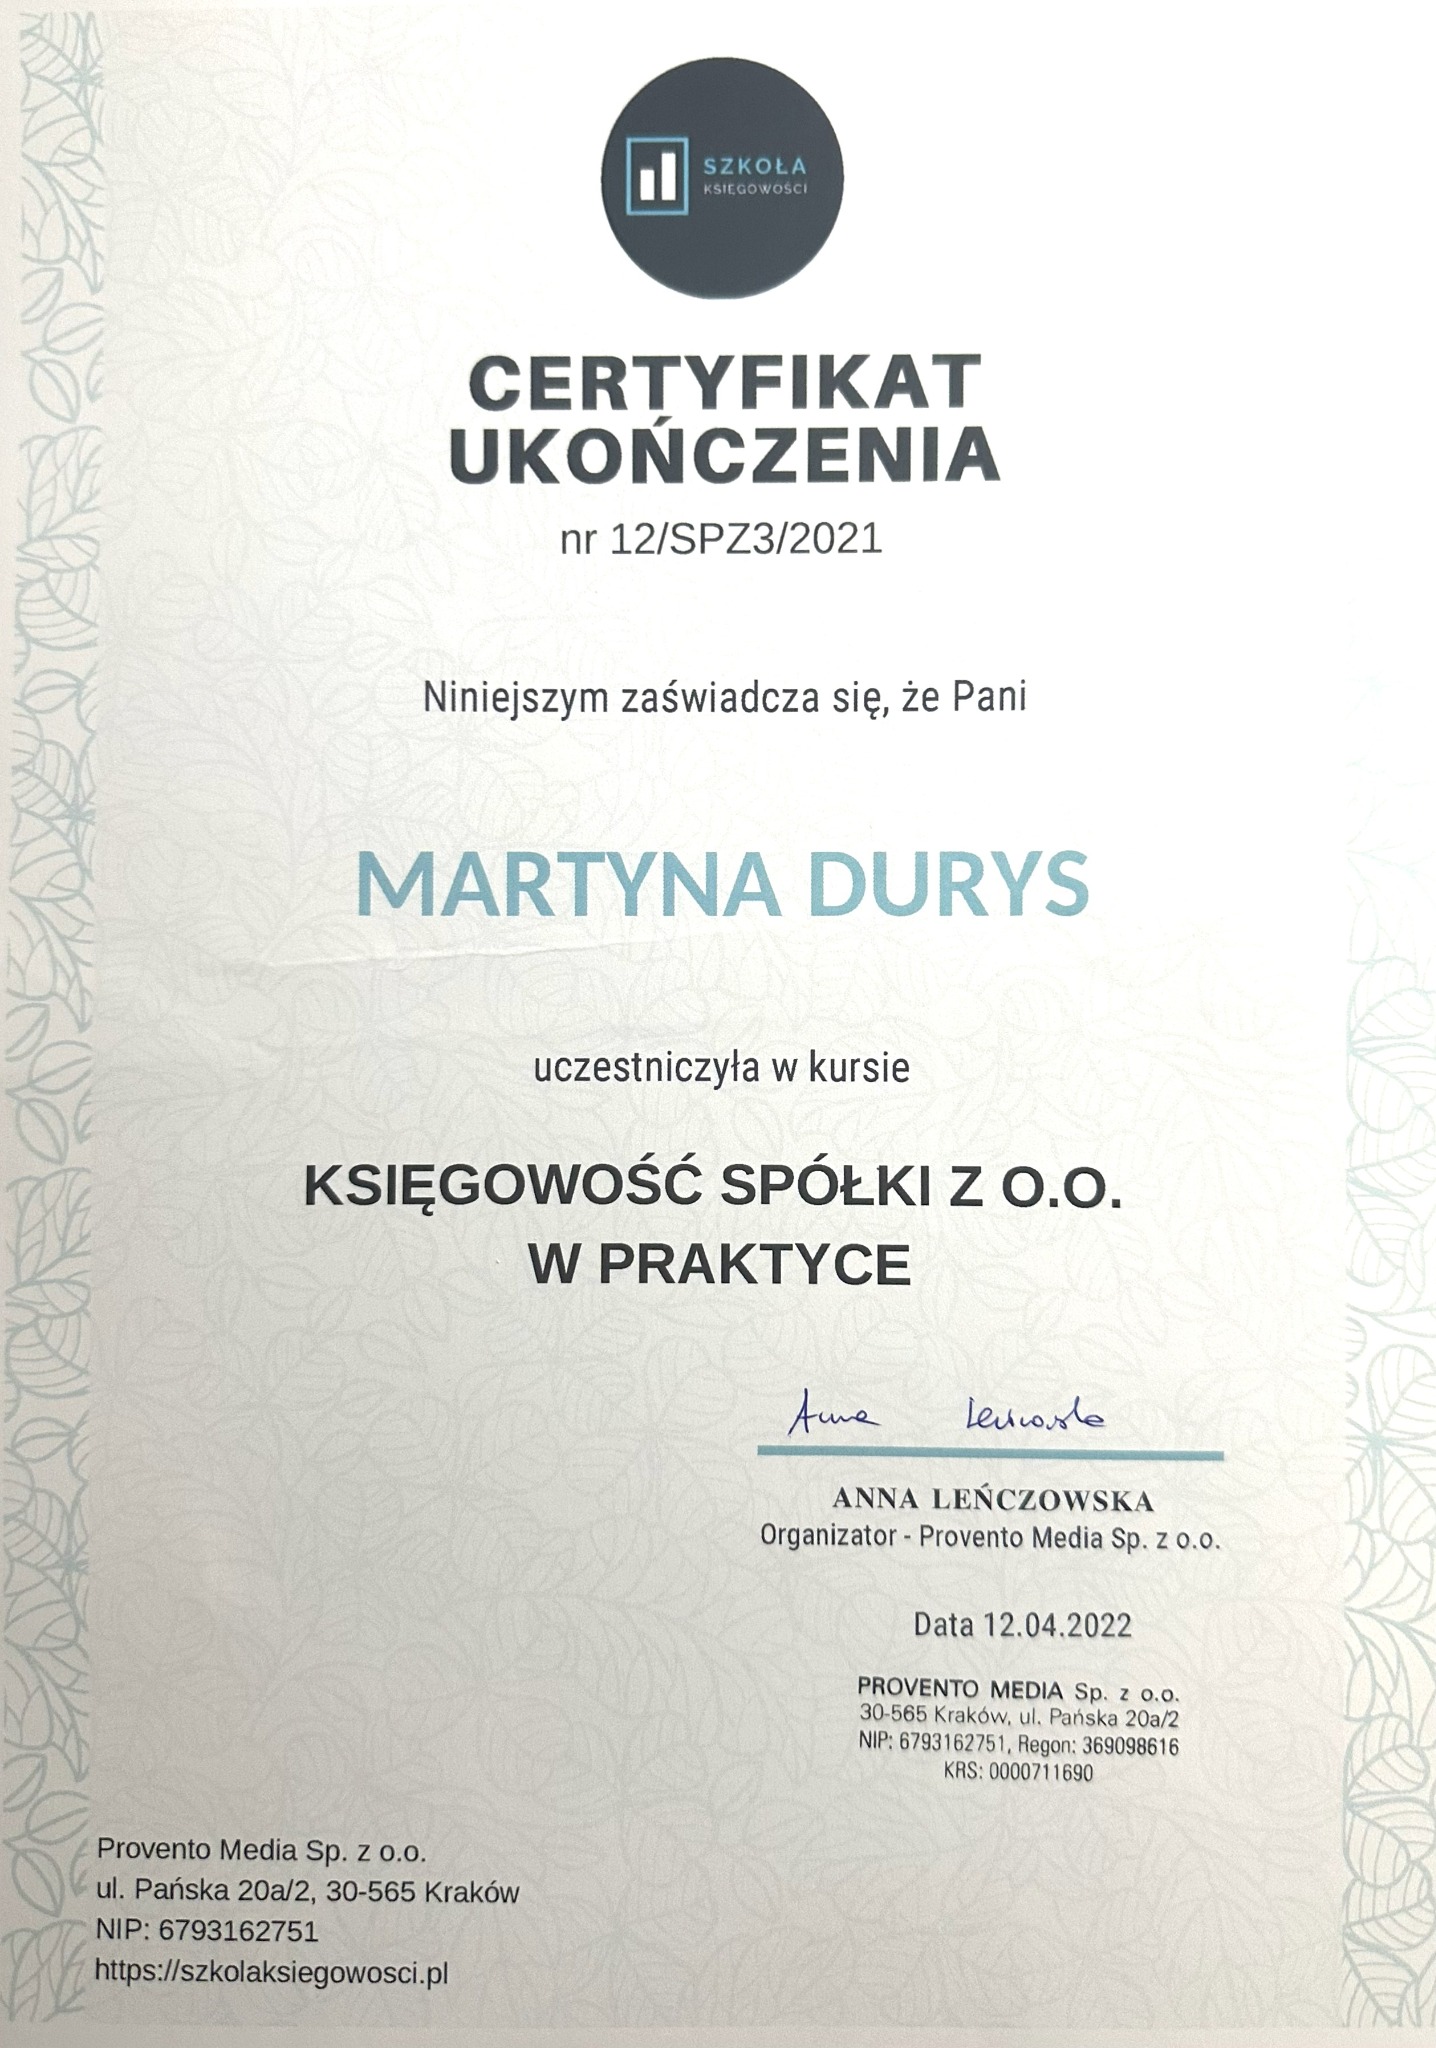 SZKOŁA
KSIĘGOWOŚCI
CERTYFIKAT
UKOŃCZENIA
nr 12/SPZ3/2021
Niniejszym zaświadcza się, że Pani
MARTYNA DURYS
uczestniczyła w kursie
KSIĘGOWOŚĆ SPÓŁKI Z O.O.
W PRAKTYCE
Anna Leńczowska
ANNA LEŃCZOWSKA
Organizator - Provento Media Sp. z o.o.
Data 12.04.2022
PROVENTO MEDIA Sp. z o.o.
30-565 Kraków, ul. Pańska 20a/2
NIP: 6793162751, Regon: 369098616
KRS: 0000711690
Provento Media Sp. z o.o.
ul. Pańska 20a/2, 30-565 Kraków
NIP: 6793162751
https://szkolaksiegowosci.pl